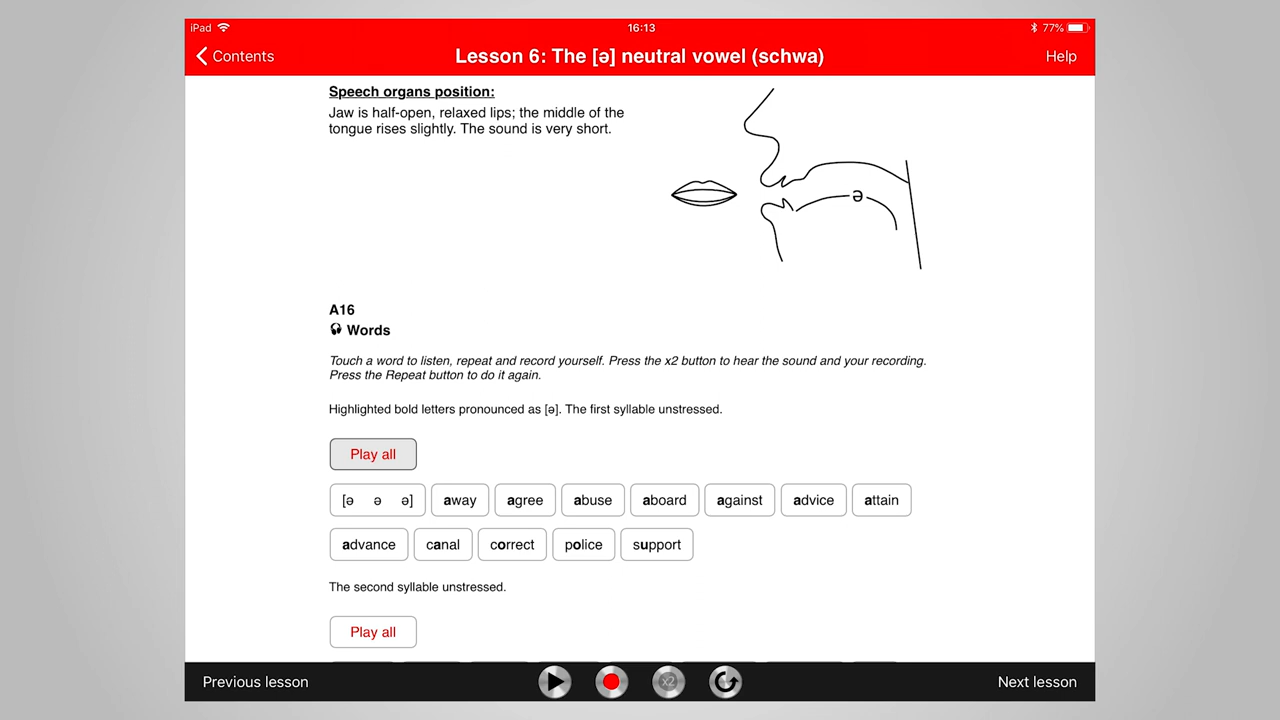 iPad 16:13 77%
Contents Lesson 6: The [ə] neutral vowel (schwa) Help
Speech organs position:
Jaw is half-open, relaxed lips; the middle of the
tongue rises slightly. The sound is very short.
ə
A16
Words
Touch a word to listen, repeat and record yourself. Press the x2 button to hear the sound and your recording.
Press the Repeat button to do it again.
Highlighted bold letters pronounced as [ə]. The first syllable unstressed.
Play all
[ə ə ə] away agree abuse aboard against advice attain
advance canal correct police support
The second syllable unstressed.
Play all
Previous lesson x2 Next lesson